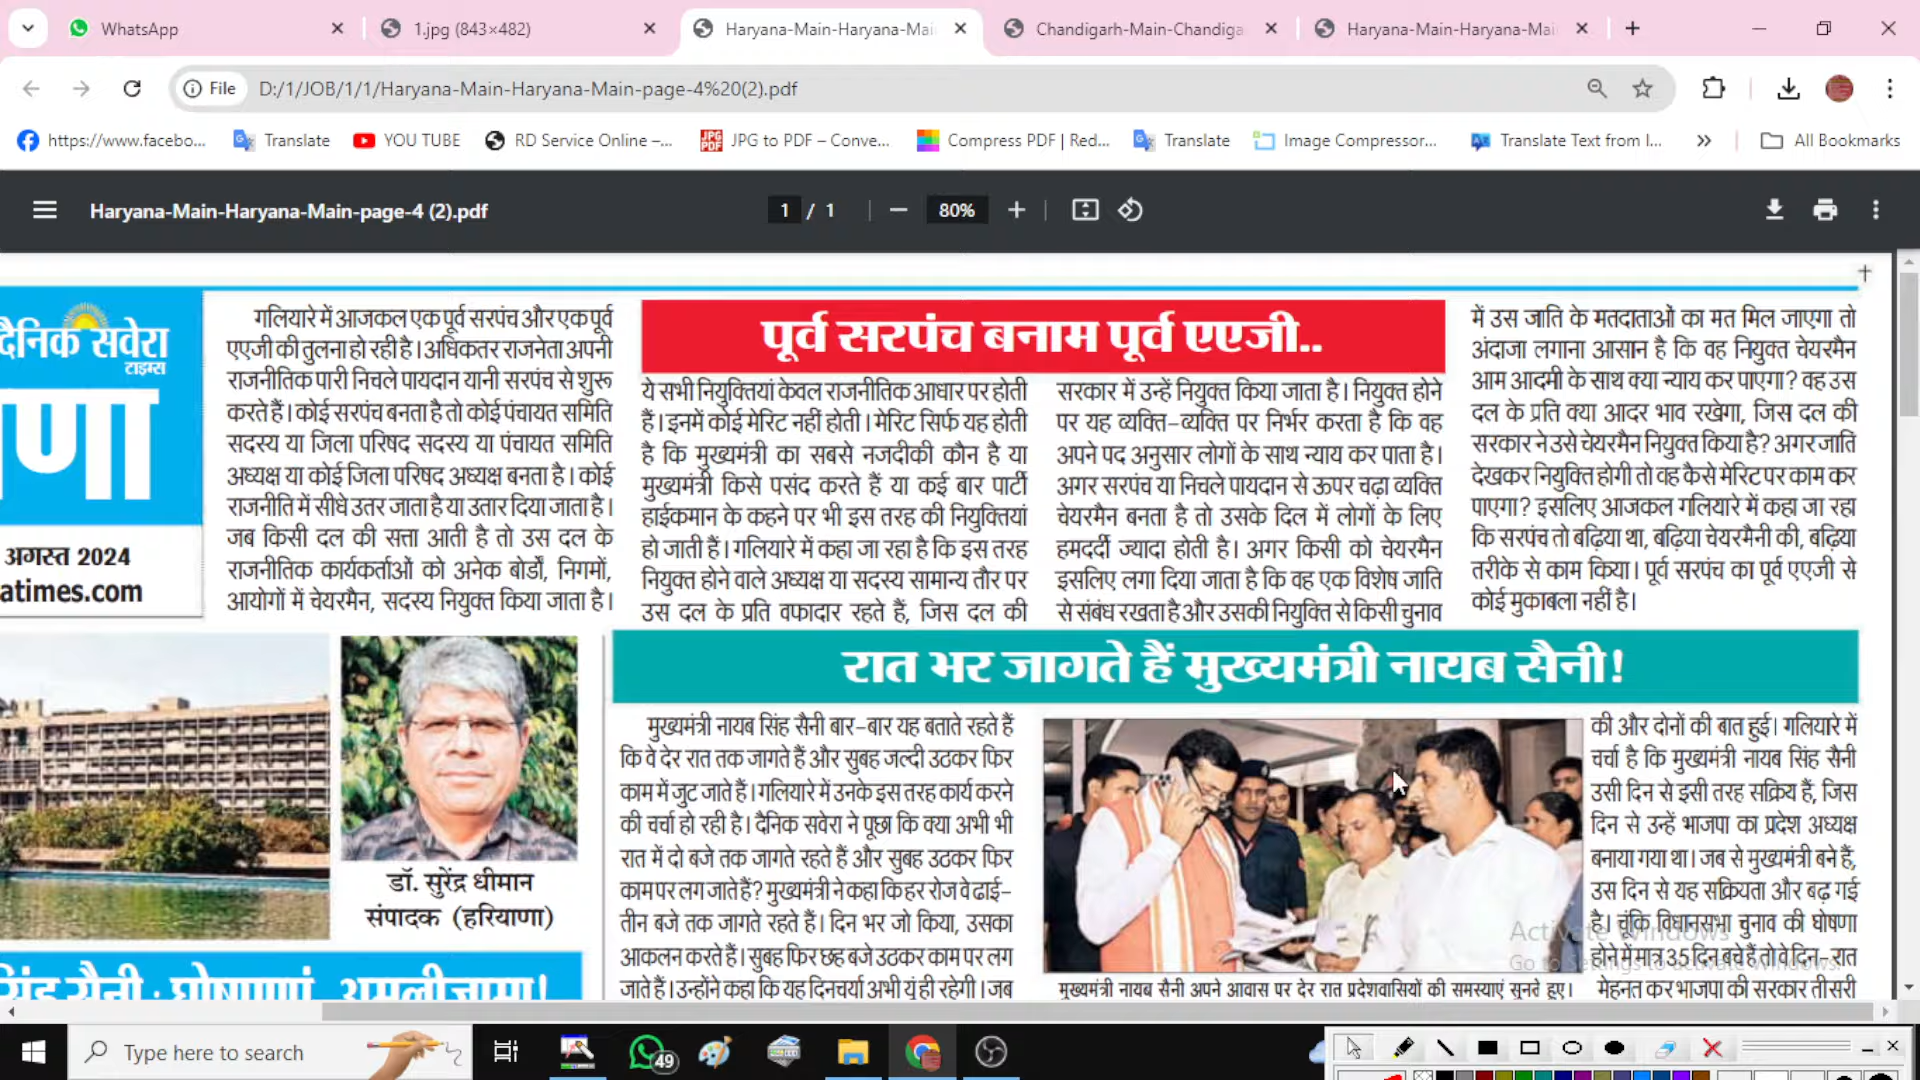 WhatsApp
1.jpg (843×482)
Haryana-Main-Haryana-Mai
Chandigarh-Main-Chandiga
Haryana-Main-Haryana-Mai
File
D:/1/JOB/1/1/Haryana-Main-Haryana-Main-page-4%20(2).pdf
https://www.facebo...
Translate
YOU TUBE
RD Service Online –...
JPG to PDF – Conve...
Compress PDF | Red...
Translate
Image Compressor...
Translate Text from I...
All Bookmarks
Haryana-Main-Haryana-Main-page-4 (2).pdf
1 / 1
80%
दैनिक सवेरा
टाइम्स
अगस्त 2024
atimes.com
गलियारे में आजकल एक पूर्व सरपंच और एक पूर्व
एएजी की तुलना हो रही है। अधिकतर राजनेता अपनी
राजनीतिक पारी निचले पायदान यानी सरपंच से शुरू
करते हैं। कोई सरपंच बनता है तो कोई पंचायत समिति
सदस्य या जिला परिषद सदस्य या पंचायत समिति
अध्यक्ष या कोई जिला परिषद अध्यक्ष बनता है। कोई
राजनीति में सीधे उतर जाता है या उतार दिया जाता है।
जब किसी दल की सत्ता आती है तो उस दल के
राजनीतिक कार्यकर्ताओं को अनेक बोर्डों, निगमों,
आयोगों में चेयरमैन, सदस्य नियुक्त किया जाता है।
पूर्व सरपंच बनाम पूर्व एएजी..
ये सभी नियुक्तियां केवल राजनीतिक आधार पर होती
हैं। इनमें कोई मेरिट नहीं होती। मेरिट सिर्फ यह होती
है कि मुख्यमंत्री का सबसे नजदीकी कौन है या
मुख्यमंत्री किसे पसंद करते हैं या कई बार पार्टी
हाईकमान के कहने पर भी इस तरह की नियुक्तियां
हो जाती हैं। गलियारे में कहा जा रहा है कि इस तरह
नियुक्त होने वाले अध्यक्ष या सदस्य सामान्य तौर पर
उस दल के प्रति वफादार रहते हैं, जिस दल की
सरकार में उन्हें नियुक्त किया जाता है। नियुक्त होने
पर यह व्यक्ति-व्यक्ति पर निर्भर करता है कि वह
अपने पद अनुसार लोगों के साथ न्याय कर पाता है।
अगर सरपंच या निचले पायदान से ऊपर चढ़ा व्यक्ति
चेयरमैन बनता है तो उसके दिल में लोगों के लिए
हमदर्दी ज्यादा होती है। अगर किसी को चेयरमैन
इसलिए लगा दिया जाता है कि वह एक विशेष जाति
से संबंध रखता है और उसकी नियुक्ति से किसी चुनाव
में उस जाति के मतदाताओं का मत मिल जाएगा तो
अंदाजा लगाना आसान है कि वह नियुक्त चेयरमैन
आम आदमी के साथ क्या न्याय कर पाएगा? वह उस
दल के प्रति क्या आदर भाव रखेगा, जिस दल की
सरकार ने उसे चेयरमैन नियुक्त किया है? अगर जाति
देखकर नियुक्ति होगी तो वह कैसे मेरिट पर काम कर
पाएगा? इसलिए आजकल गलियारे में कहा जा रहा
कि सरपंच तो बढ़िया था, बढ़िया चेयरमैनी की, बढ़िया
तरीके से काम किया। पूर्व सरपंच का पूर्व एएजी से
कोई मुकाबला नहीं है।
डॉ. सुरेंद्र धीमान
संपादक (हरियाणा)
रात भर जागते हैं मुख्यमंत्री नायब सैनी!
मुख्यमंत्री नायब सिंह सैनी बार-बार यह बताते रहते हैं
कि वे देर रात तक जागते हैं और सुबह जल्दी उठकर फिर
काम में जुट जाते हैं। गलियारे में उनके इस तरह कार्य करने
की चर्चा हो रही है। दैनिक सवेरा ने पूछा कि क्या अभी भी
रात में दो बजे तक जागते रहते हैं और सुबह उठकर फिर
काम पर लग जाते हैं? मुख्यमंत्री ने कहा कि हर रोज वे ढाई-
तीन बजे तक जागते रहते हैं। दिन भर जो किया, उसका
आकलन करते हैं। सुबह फिर छह बजे उठकर काम पर लग
जाते हैं। उन्होंने कहा कि यह दिनचर्या अभी यूं ही रहेगी। जब
मुख्यमंत्री नायब सैनी अपने आवास पर देर रात प्रदेशवासियों की समस्याएं सुनते हुए।
की और दोनों की बात हुई। गलियारे में
चर्चा है कि मुख्यमंत्री नायब सिंह सैनी
उसी दिन से इसी तरह सक्रिय हैं, जिस
दिन से उन्हें भाजपा का प्रदेश अध्यक्ष
बनाया गया था। जब से मुख्यमंत्री बने हैं,
उस दिन से यह सक्रियता और बढ़ गई
है। चूंकि विधानसभा चुनाव की घोषणा
होने में मात्र 35 दिन बचे हैं तो वे दिन-रात
मेहनत कर भाजपा की सरकार तीसरी
सिंह सैनी : घोषणाएं, अमलीजामा!
Activate Windows
Go to Settings to activate Windows.
Type here to search
49